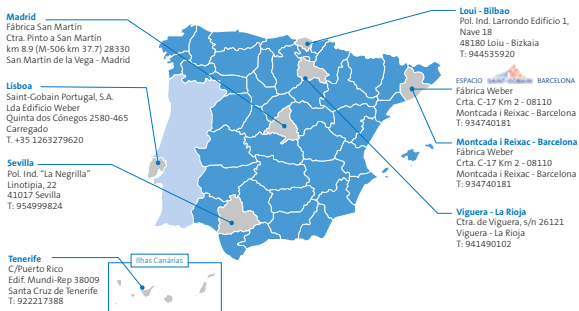 Madrid
Fábrica San Martín
Ctra. Pinto a San Martín
km 8.9 (M-506 km 37.7) 28330
San Martín de la Vega - Madrid
Lisboa
Saint-Gobain Portugal, S.A.
Lda Edificio Weber
Quinta dos Cónegos 2580-465
Carregado
T. +35 1263279620
Sevilla
Pol. Ind. “La Negrilla”
Linotipia, 22
41017 Sevilla
T: 954999824
Tenerife
C/Puerto Rico
Edif. Mundi-Rep 38009
Santa Cruz de Tenerife
T: 922217388
Ilhas Canárias
Loui - Bilbao
Pol. Ind. Larrondo Edificio 1,
Nave 18
48180 Loiu - Bizkaia
T: 944535920
ESPACIO SAINT-GOBAIN BARCELONA
Fábrica Weber
Crta. C-17 Km 2 - 08110
Montcada i Reixac - Barcelona
T: 934740181
Montcada i Reixac - Barcelona
Fábrica Weber
Crta. C-17 Km 2 - 08110
Montcada i Reixac - Barcelona
T: 934740181
Viguera - La Rioja
Ctra. de Viguera, s/n 26121
Viguera - La Rioja
T: 941490102